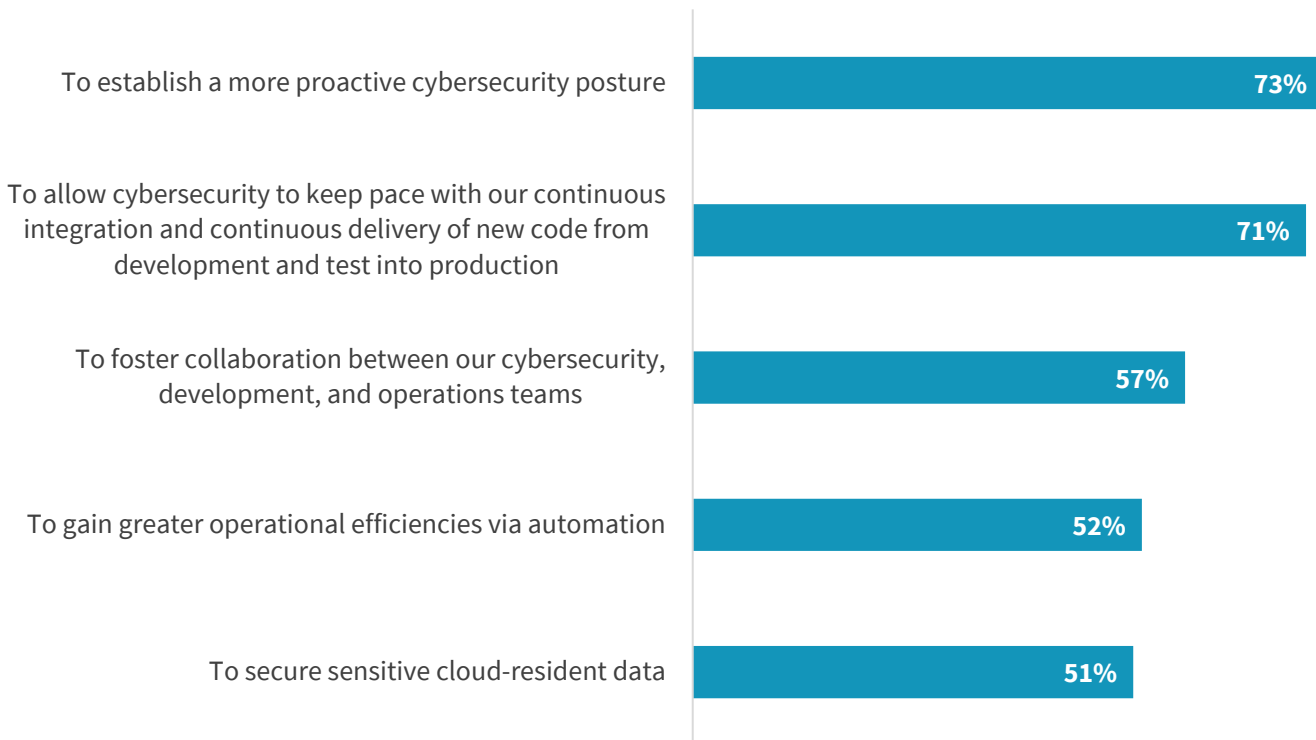 To establish a more proactive cybersecurity posture
73%
To allow cybersecurity to keep pace with our continuous
integration and continuous delivery of new code from
development and test into production
71%
To foster collaboration between our cybersecurity,
development, and operations teams
57%
To gain greater operational efficiencies via automation
52%
To secure sensitive cloud-resident data
51%